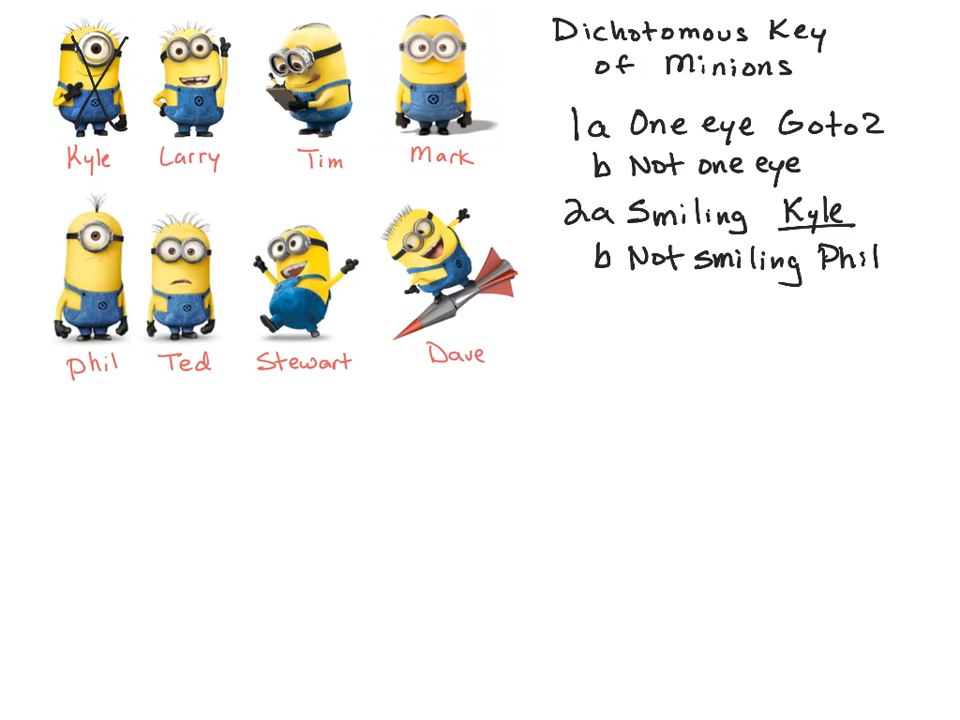 Dichotomous Key
of Minions
Kyle Larry Tim Mark
1a One eye Goto2
b Not one eye
2a Smiling Kyle
b Not smiling Phil
Phil Ted Stewart Dave